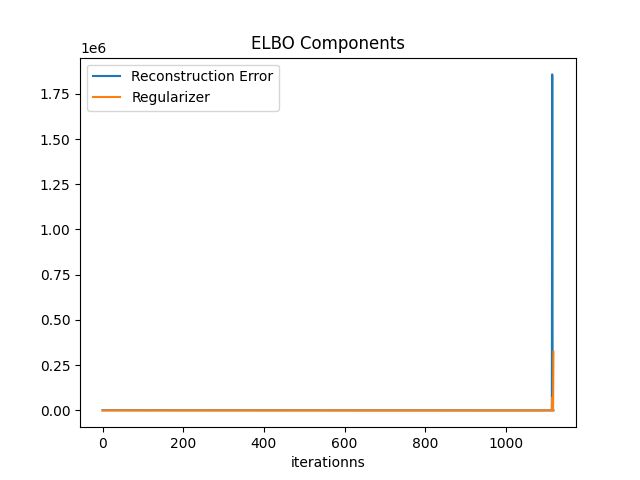 ELBO Components
1e6
Reconstruction Error
Regularizer
1.75
1.50
1.25
1.00
0.75
0.50
0.25
0.00
0 200 400 600 800 1000
iterationns